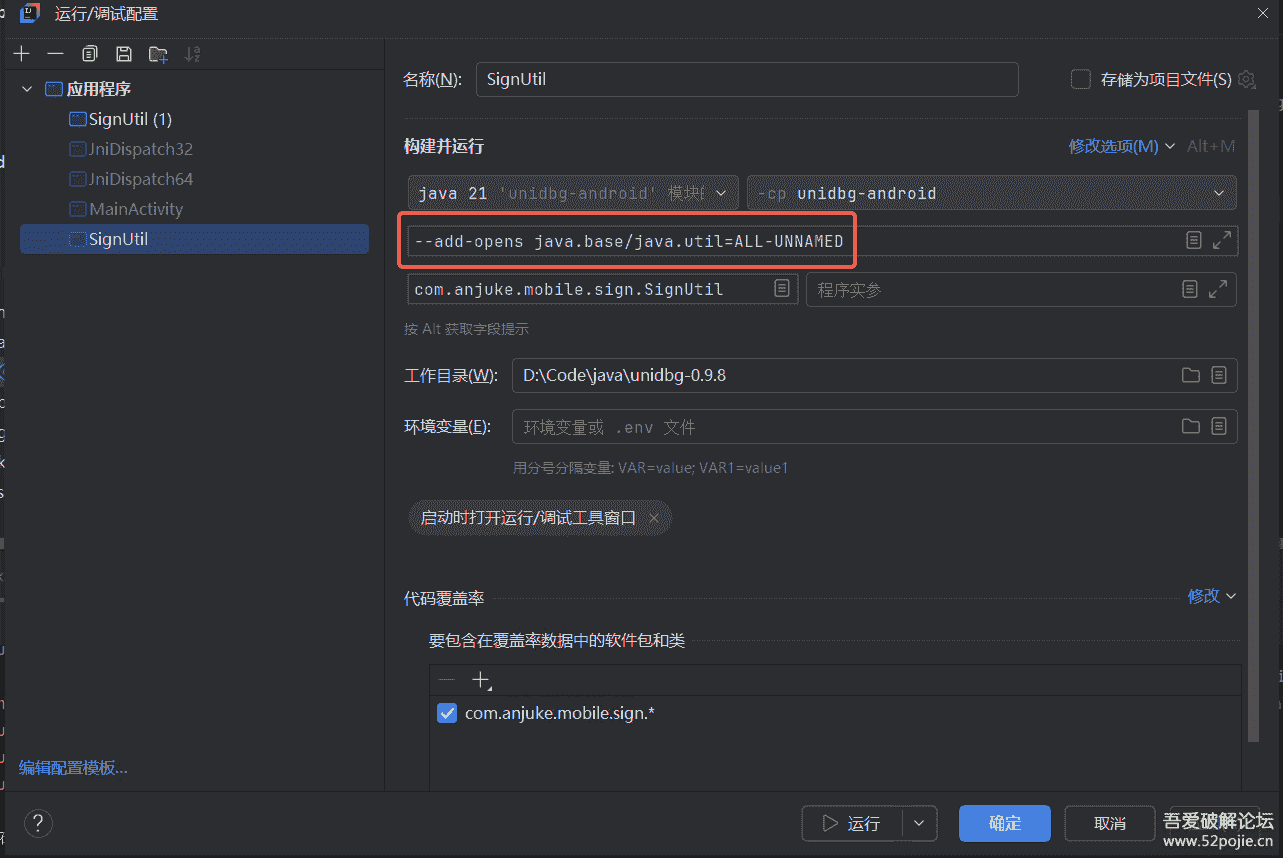 运行/调试配置
应用程序
SignUtil (1)
JniDispatch32
JniDispatch64
MainActivity
SignUtil
编辑配置模板...
名称(N): SignUtil 存储为项目文件(S)
构建并运行 修改选项(M) Alt+M
java 21 'unidbg-android' 模块的 -cp unidbg-android
--add-opens java.base/java.util=ALL-UNNAMED
com.anjuke.mobile.sign.SignUtil 程序实参
按 Alt 获取字段提示
工作目录(W): D:\Code\java\unidbg-0.9.8
环境变量(E): 环境变量或 .env 文件
用分号分隔变量: VAR=value; VAR1=value1
启动时打开运行/调试工具窗口
代码覆盖率 修改
要包含在覆盖率数据中的软件包和类
com.anjuke.mobile.sign.*
? 运行 确定 取消
吾爱破解论坛
www.52pojie.cn